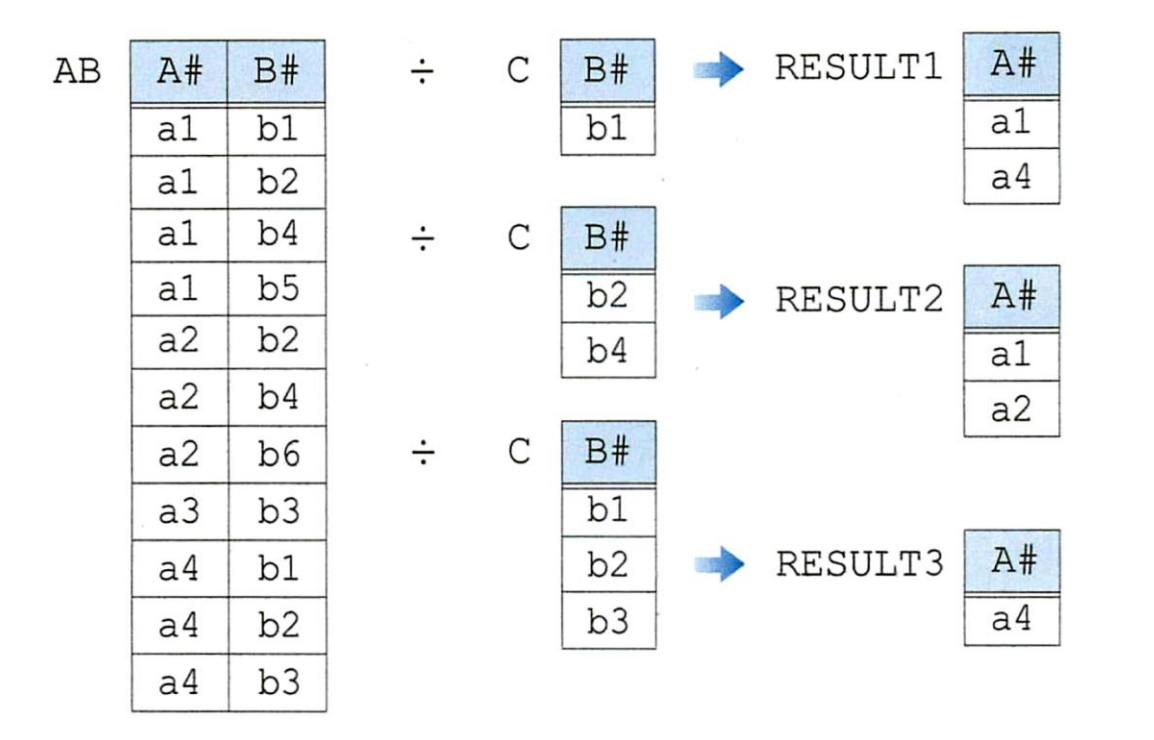 AB A# B# ÷ C B# RESULT1 A#
a1 b1 b1 a1
a1 b2 a4
a1 b4 ÷ C B#
a1 b5 b2 RESULT2 A#
a2 b2 b4 a1
a2 b4 a2
a2 b6 ÷ C B#
a3 b3 b1
a4 b1 b2 RESULT3 A#
a4 b2 b3 a4
a4 b3